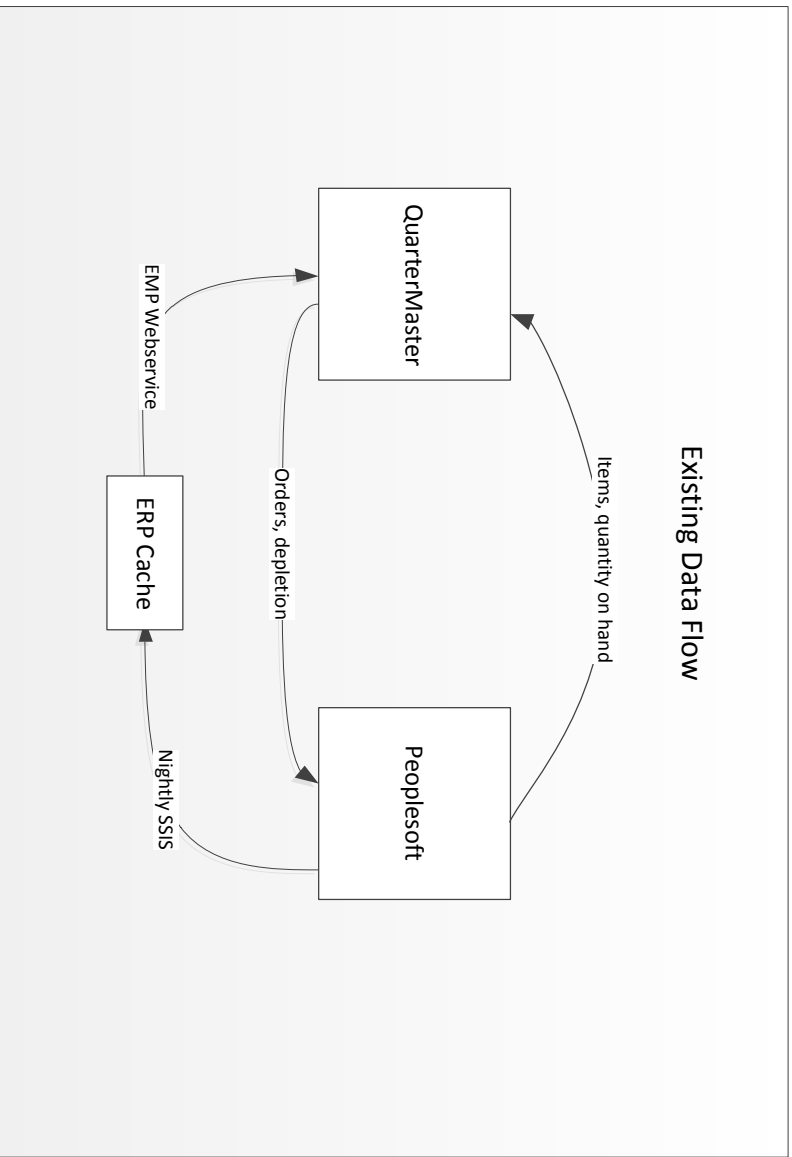 Existing Data Flow
Items, quantity on hand
QuarterMaster
Peoplesoft
Orders, depletion
EMP Webservice
ERP Cache
Nightly SSIS